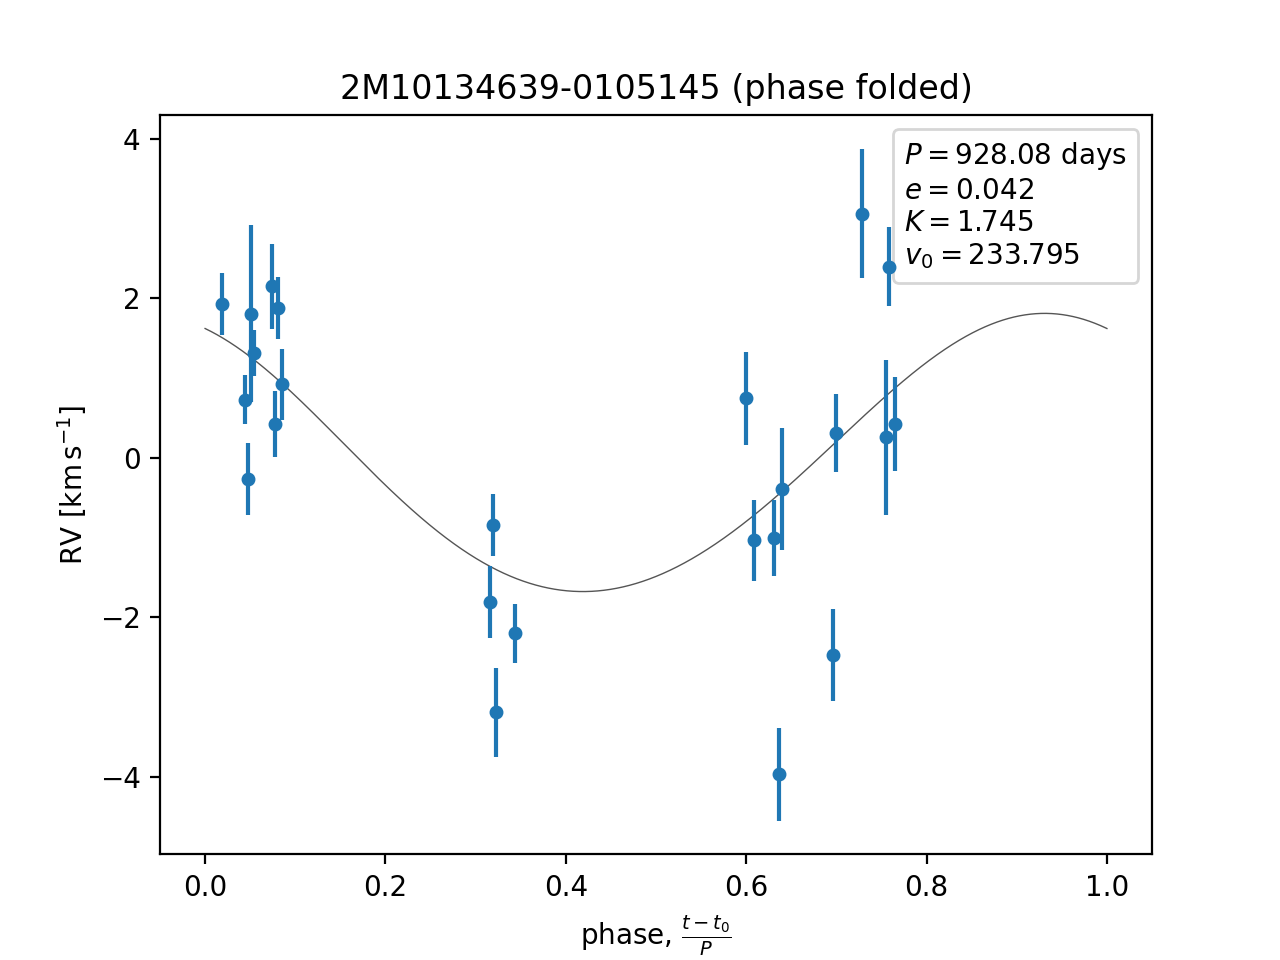 2M10134639-0105145 (phase folded)
P = 928.08 days
e = 0.042
K = 1.745
v₀ = 233.795
4
2
0
−2
−4
RV [km s⁻¹]
0.0 0.2 0.4 0.6 0.8 1.0
phase, (t − t₀)/P